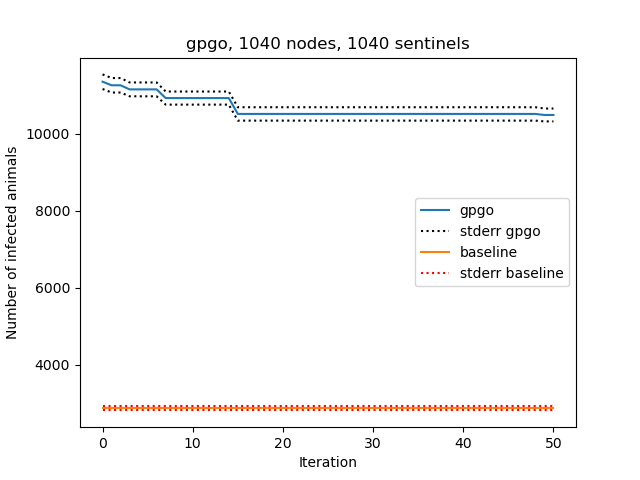 gpgo, 1040 nodes, 1040 sentinels
Number of infected animals
10000
8000
6000
4000
gpgo
stderr gpgo
baseline
stderr baseline
0
10
20
30
40
50
Iteration